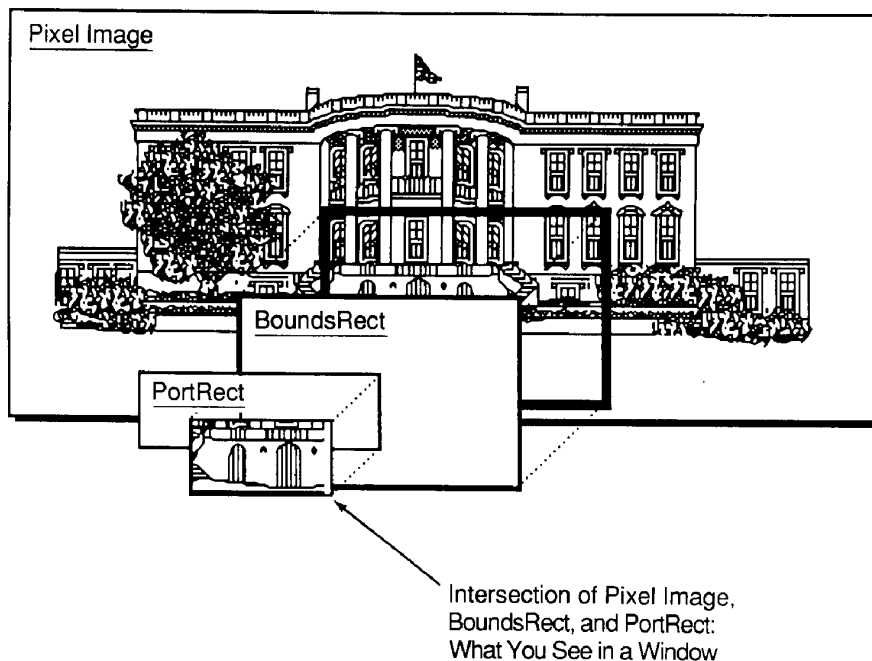 Pixel Image
BoundsRect
PortRect
Intersection of Pixel Image,
BoundsRect, and PortRect:
What You See in a Window